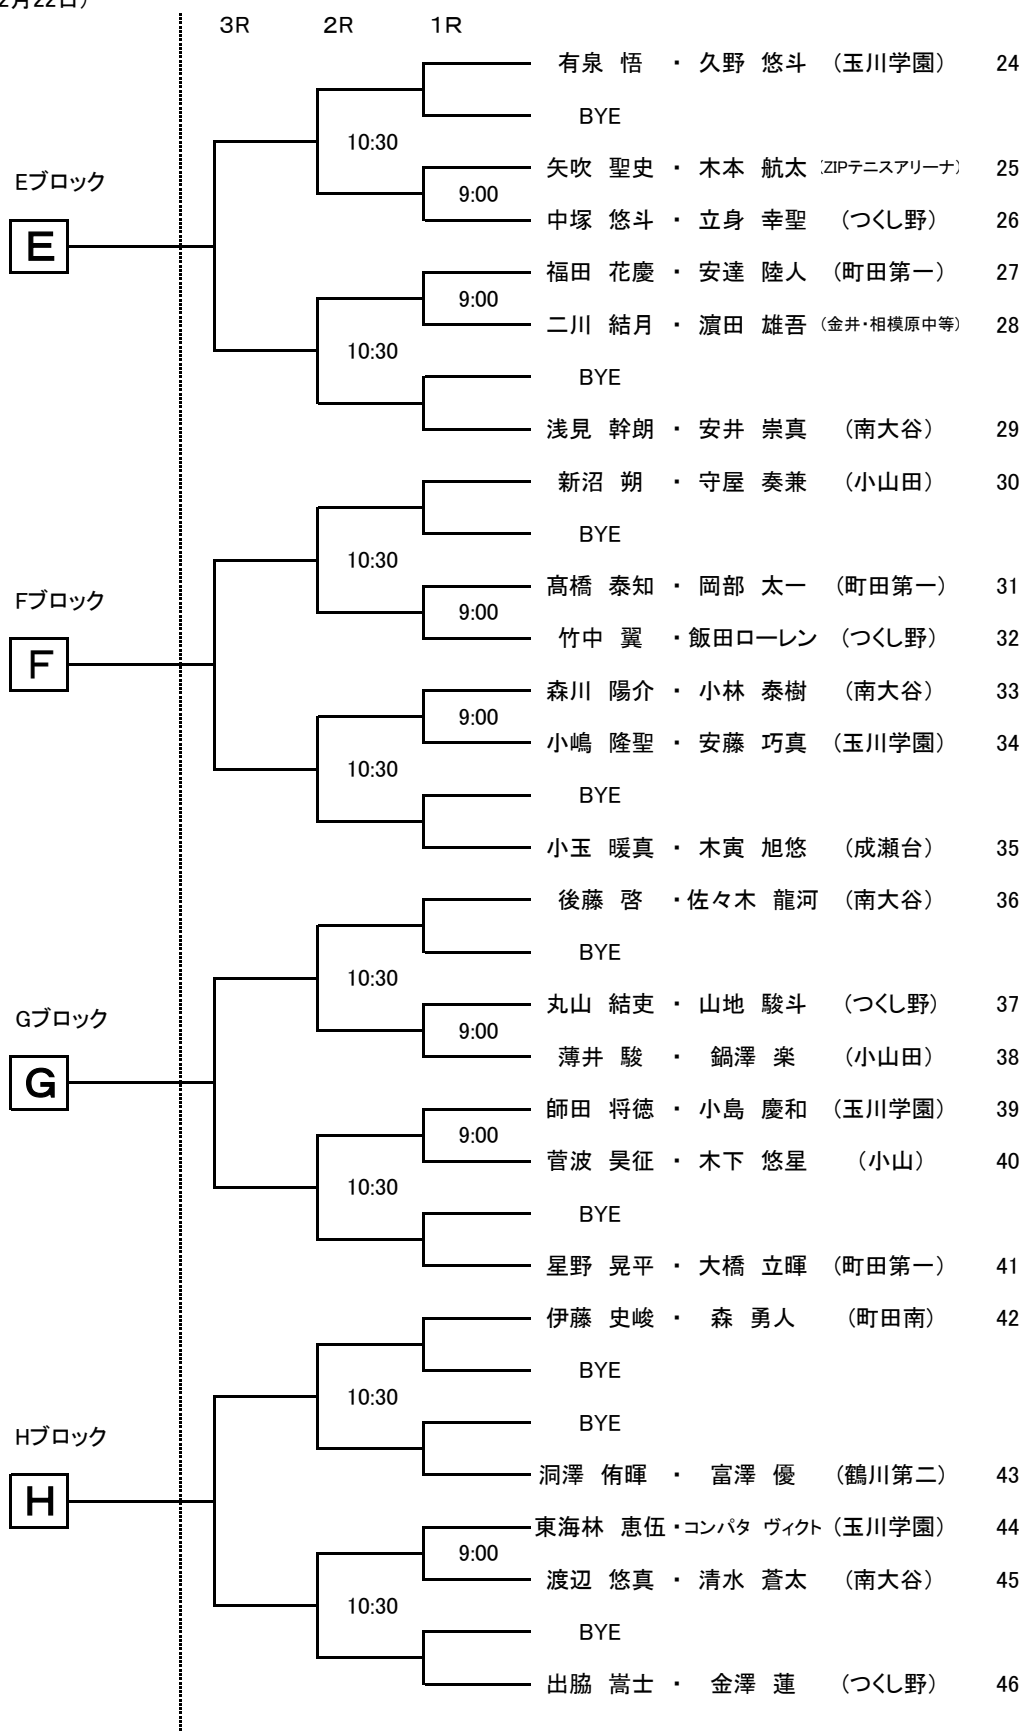 2月22日）
3R 2R 1R
有泉 悟 ・ 久野 悠斗 （玉川学園） 24
BYE
10:30
矢吹 聖史 ・ 木本 航太 （ZIPテニスアリーナ） 25
Eブロック
9:00
中塚 悠斗 ・ 立身 幸聖 （つくし野） 26
E
福田 花慶 ・ 安達 陸人 （町田第一） 27
9:00
二川 結月 ・ 濵田 雄吾 （金井・相模原中等） 28
10:30
BYE
浅見 幹朗 ・ 安井 崇真 （南大谷） 29
新沼 朔 ・ 守屋 奏兼 （小山田） 30
BYE
10:30
髙橋 泰知 ・ 岡部 太一 （町田第一） 31
Fブロック
9:00
竹中 翼 ・飯田ローレン （つくし野） 32
F
森川 陽介 ・ 小林 泰樹 （南大谷） 33
9:00
小嶋 隆聖 ・ 安藤 巧真 （玉川学園） 34
10:30
BYE
小玉 暖真 ・ 木寅 旭悠 （成瀬台） 35
後藤 啓 ・佐々木 龍河 （南大谷） 36
BYE
10:30
丸山 結吏 ・ 山地 駿斗 （つくし野） 37
Gブロック
9:00
薄井 駿 ・ 鍋澤 楽 （小山田） 38
G
師田 将徳 ・ 小島 慶和 （玉川学園） 39
9:00
菅波 昊征 ・ 木下 悠星 （小山） 40
10:30
BYE
星野 晃平 ・ 大橋 立暉 （町田第一） 41
伊藤 史峻 ・ 森 勇人 （町田南） 42
BYE
10:30
BYE
Hブロック
洞澤 侑暉 ・ 富澤 優 （鶴川第二） 43
H
東海林 恵伍・コンパタ ヴィクト （玉川学園） 44
9:00
渡辺 悠真 ・ 清水 蒼太 （南大谷） 45
10:30
BYE
出脇 嵩士 ・ 金澤 蓮 （つくし野） 46